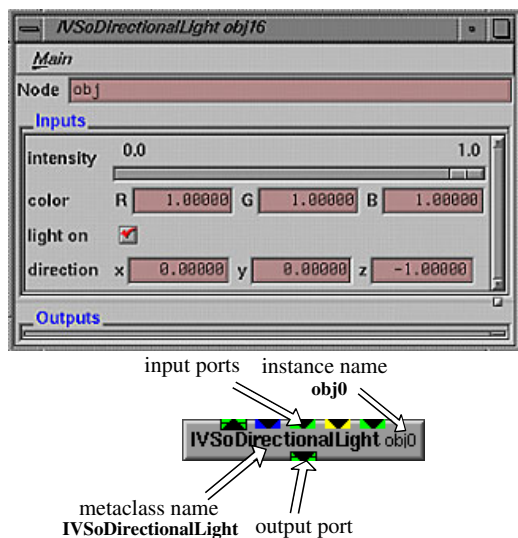 IVSoDirectionalLight obj16
Main
Node obj
Inputs
intensity 0.0 1.0
color R 1.00000 G 1.00000 B 1.00000
light on
direction x 0.00000 y 0.00000 z -1.00000
Outputs
input ports instance name
obj0
IVSoDirectionalLight obj0
metaclass name output port
IVSoDirectionalLight